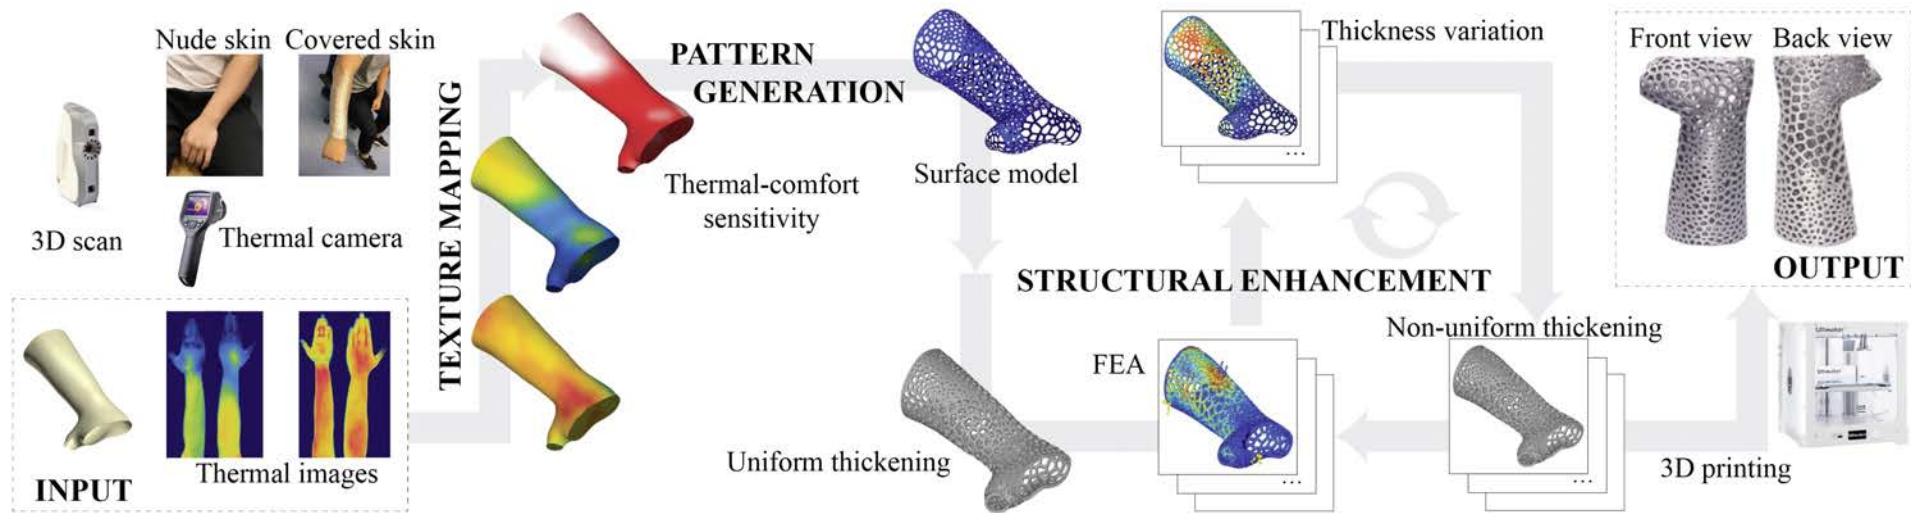 Nude skin
Covered skin
3D scan
Thermal camera
Thermal images
INPUT
TEXTURE MAPPING
PATTERN
GENERATION
Thermal-comfort
sensitivity
Surface model
Uniform thickening
STRUCTURAL ENHANCEMENT
FEA
...
Thickness variation
...
Non-uniform thickening
...
3D printing
Ultimaker
Front view
Back view
OUTPUT